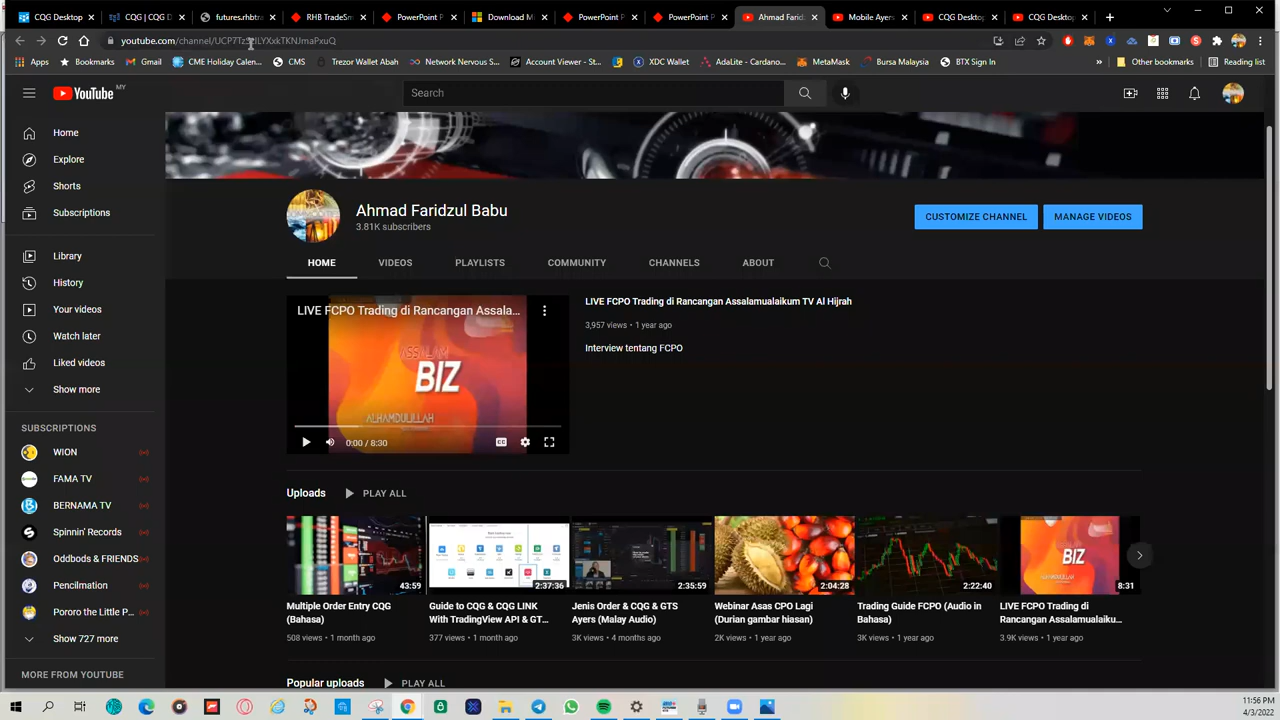 CQG Desktop
CQG | CQG D
futures.rhbtra
RHB TradeSm
PowerPoint P
Download M
PowerPoint P
PowerPoint P
Ahmad Farid
Mobile Ayers
CQG Desktop
CQG Desktop
Apps
Bookmarks
Gmail
CME Holiday Calen...
CMS
Trezor Wallet Abak
Network Nervous S...
Account Viewer - St...
XDC Wallet
AdaLite - Cardano...
MetaMask
Bursa Malaysia
BTX Sign In
»
Other bookmarks
Reading list
YouTube MY
Search
Home
Explore
Shorts
Subscriptions
Library
History
Your videos
Watch later
Liked videos
Show more
SUBSCRIPTIONS
WION
FAMA TV
BERNAMA TV
Spinnin' Records
Oddbods & FRIENDS
Pencilmation
Pororo the Little P...
Show 727 more
MORE FROM YOUTUBE
Ahmad Faridzul Babu
3.81K subscribers
CUSTOMIZE CHANNEL
MANAGE VIDEOS
HOME
VIDEOS
PLAYLISTS
COMMUNITY
CHANNELS
ABOUT
LIVE FCPO Trading di Rancangan Assala...
BIZ
ALHAMDULILLAH
0:00 / 8:30
LIVE FCPO Trading di Rancangan Assalamualaikum TV Al Hijrah
3,957 views • 1 year ago
Interview tentang FCPO
Uploads
PLAY ALL
43:59
2:37:36
2:35:59
2:04:28
2:22:40
BIZ
8:31
Multiple Order Entry CQG
(Bahasa)
508 views • 1 month ago
Guide to CQG & CQG LINK
With TradingView API & GT...
377 views • 1 month ago
Jenis Order & CQG & GTS
Ayers (Malay Audio)
3K views • 4 months ago
Webinar Asas CPO Lagi
(Durian gambar hiasan)
2K views • 1 year ago
Trading Guide FCPO (Audio in
Bahasa)
3K views • 1 year ago
LIVE FCPO Trading di
Rancangan Assalamualaiku...
3.9K views • 1 year ago
Popular uploads
PLAY ALL
11:56 PM
4/3/2022